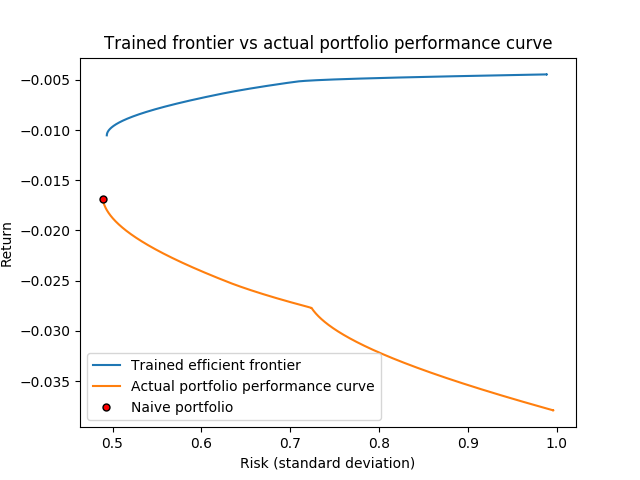 Trained frontier vs actual portfolio performance curve
−0.005
−0.010
−0.015
−0.020
−0.025
−0.030
−0.035
Return
Trained efficient frontier
Actual portfolio performance curve
Naive portfolio
0.5 0.6 0.7 0.8 0.9 1.0
Risk (standard deviation)